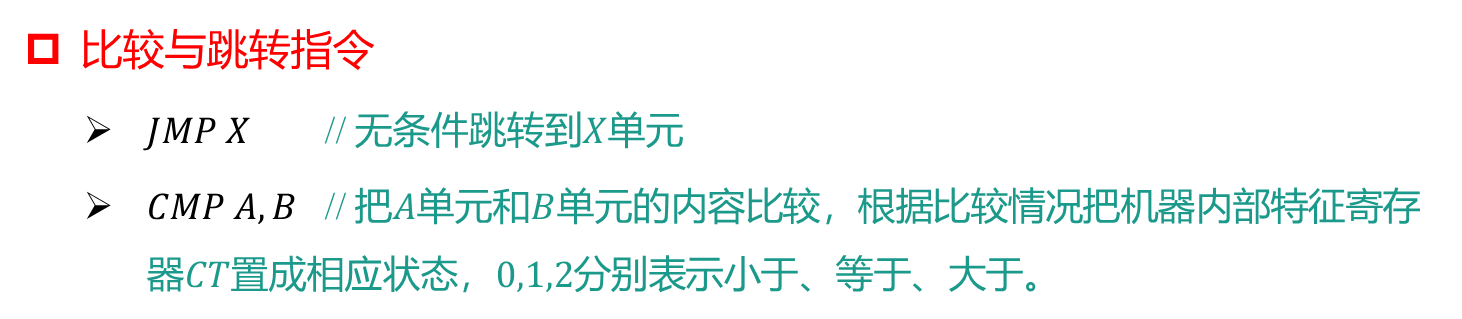 比较与跳转指令
JMP X // 无条件跳转到X单元
CMP A, B // 把A单元和B单元的内容比较，根据比较情况把机器内部特征寄存
器CT置成相应状态，0,1,2分别表示小于、等于、大于。